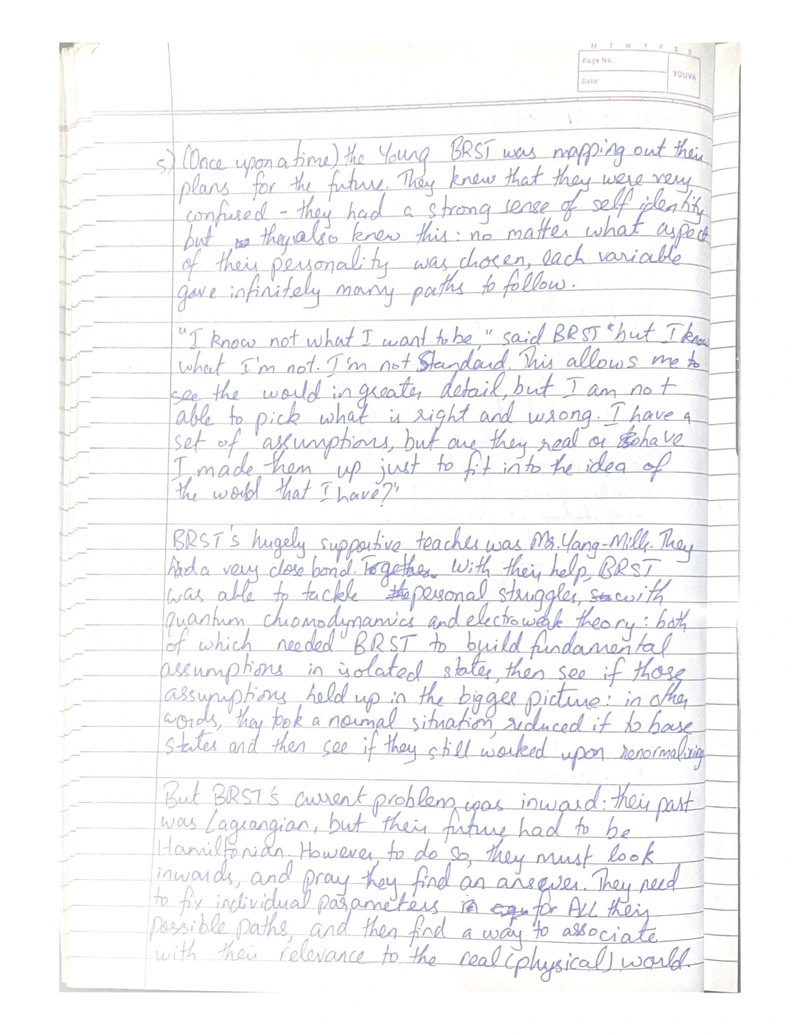 M T W T F S S
Page No.
Date:
YOUVA
5) (Once upon a time) the Young BRST was mapping out their
plans for the future. They knew that they were very
confused - they had a strong sense of self identity
but they also knew this: no matter what aspect
of their personality was chosen, each variable
gave infinitely many paths to follow.
"I know not what I want to be," said BRST "but I know
what I'm not. I'm not Standard. This allows me to
see the world in greater detail, but I am not
able to pick what is right and wrong. I have a
set of assumptions, but are they real or have
I made them up just to fit into the idea of
the world that I have?"
BRST's hugely supportive teacher was Mr. Yang-Mills. They
had a very close bond. Together With their help, BRST
was able to tackle personal struggles, with
quantum chromodynamics and electroweak theory: both
of which needed BRST to build fundamental
assumptions in isolated states, then see if those
assumptions held up in the bigger picture: in other
words, they took a normal situation, reduced it to base
states and then see if they still worked upon renormalizing
But BRST's current problem was inward: their past
was Lagrangian, but their future had to be
Hamiltonian. However, to do so, they must look
inwards, and pray they find an answer. They need
to fix individual parameters for ALL their
possible paths, and then find a way to associate
with their relevance to the real (physical) world.